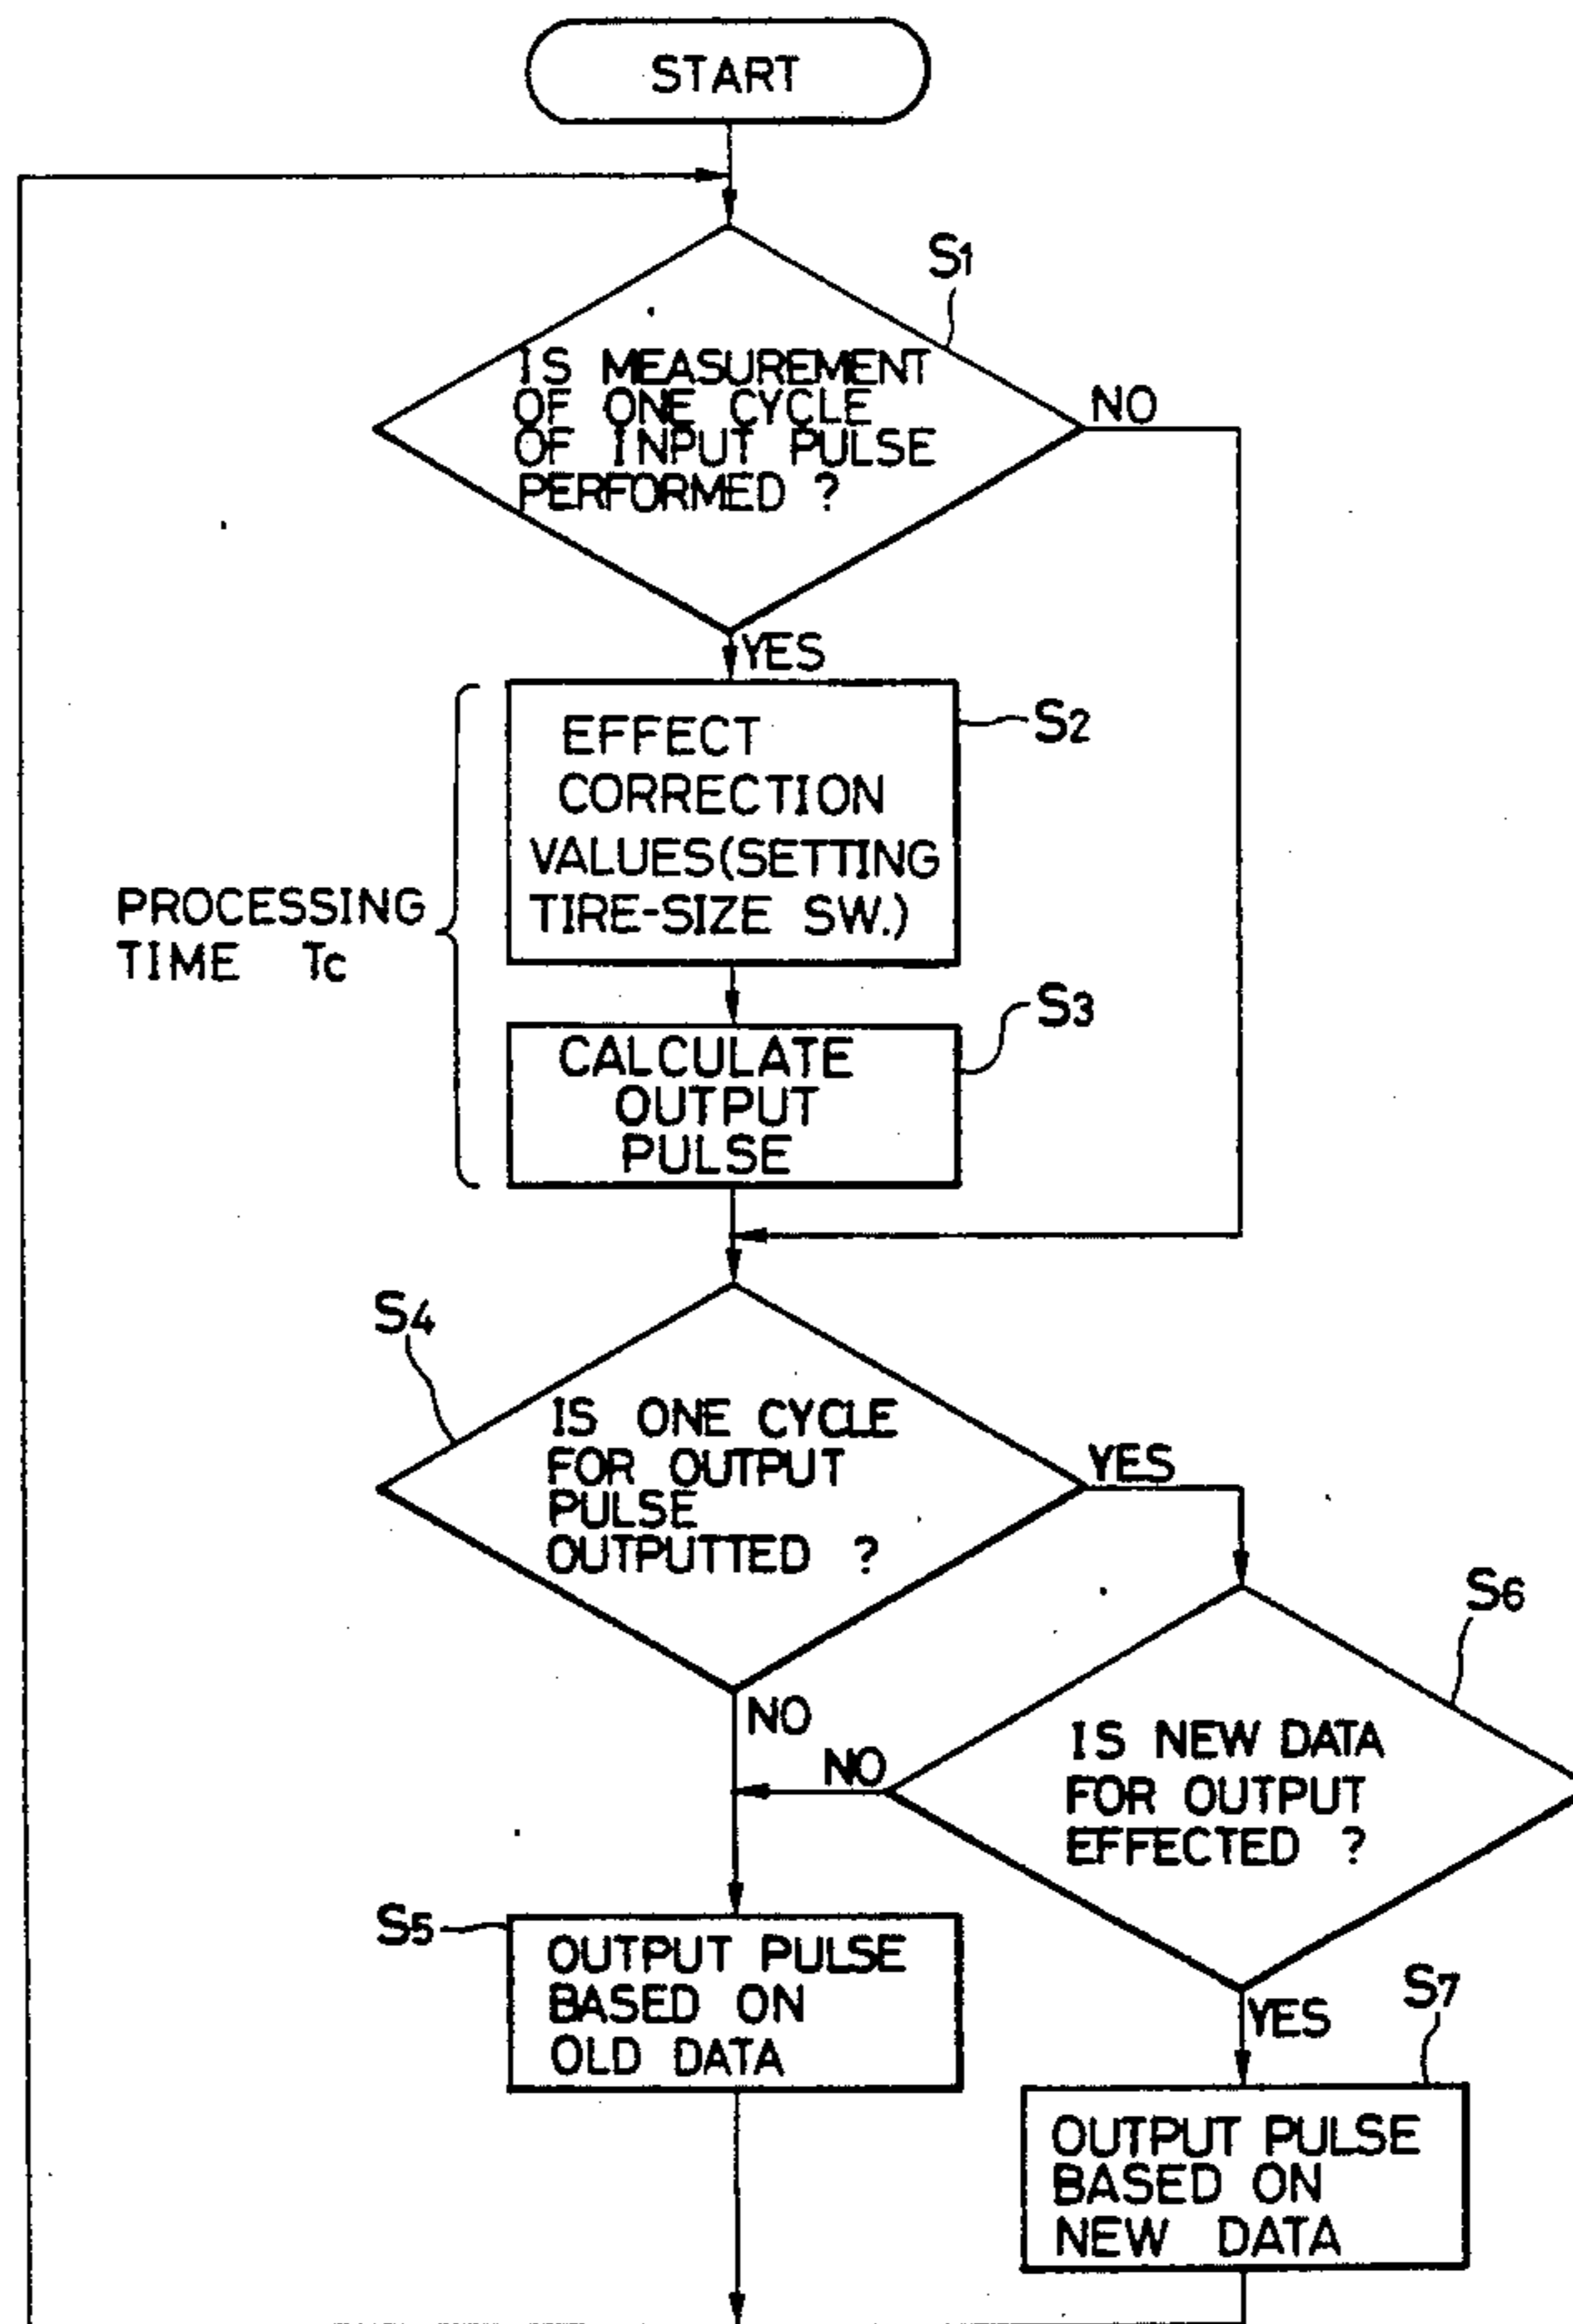 START
S1
IS MEASUREMENT
OF ONE CYCLE
OF INPUT PULSE
PERFORMED ?
NO
YES
EFFECT
CORRECTION
VALUES(SETTING
TIRE-SIZE SW.)
S2
PROCESSING
TIME Tc
S3
CALCULATE
OUTPUT
PULSE
S4
IS ONE CYCLE
FOR OUTPUT
PULSE
OUTPUTTED ?
YES
S6
NO
IS NEW DATA
FOR OUTPUT
EFFECTED ?
NO
S5
OUTPUT PULSE
BASED ON
OLD DATA
YES
S7
OUTPUT PULSE
BASED ON
NEW DATA